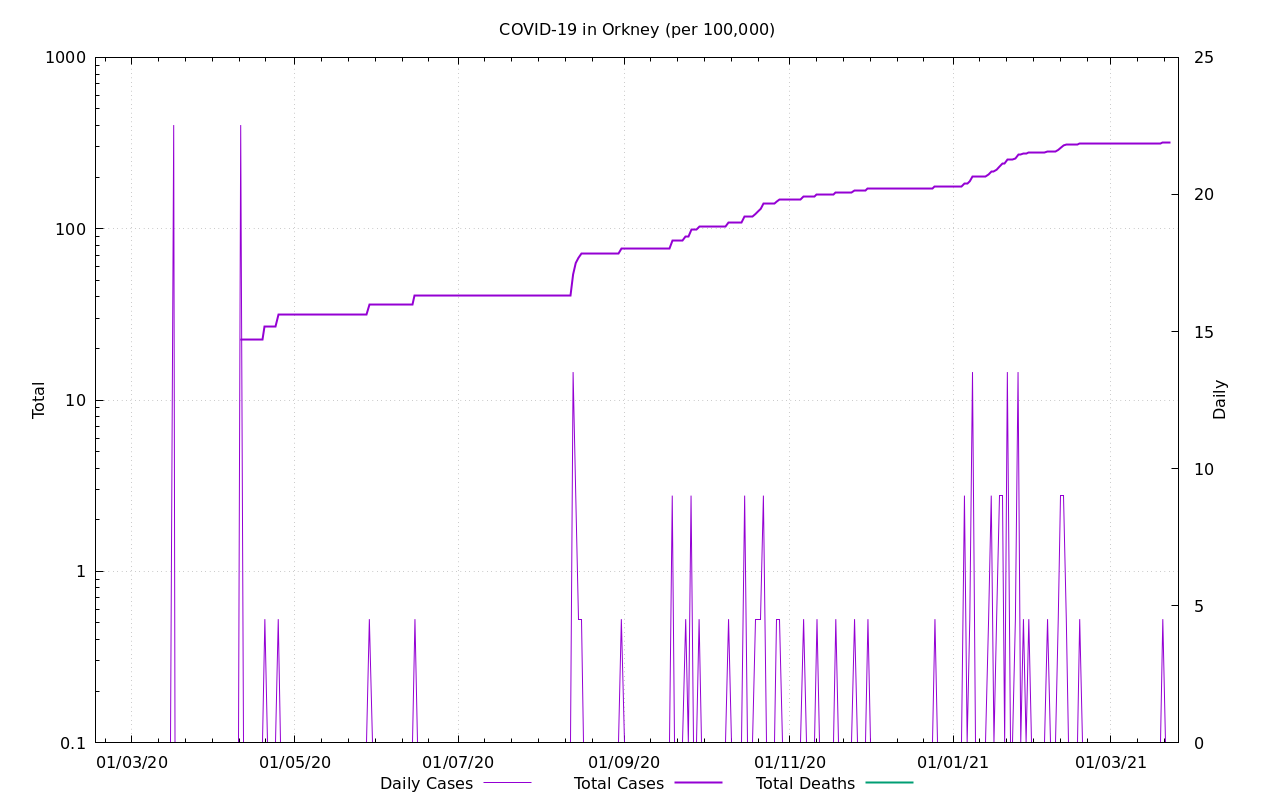 COVID-19 in Orkney (per 100,000)
1000
100
10
1
0.1
Total
25
20
15
10
5
0
Daily
01/03/20 01/05/20 01/07/20 01/09/20 01/11/20 01/01/21 01/03/21
Daily Cases Total Cases Total Deaths